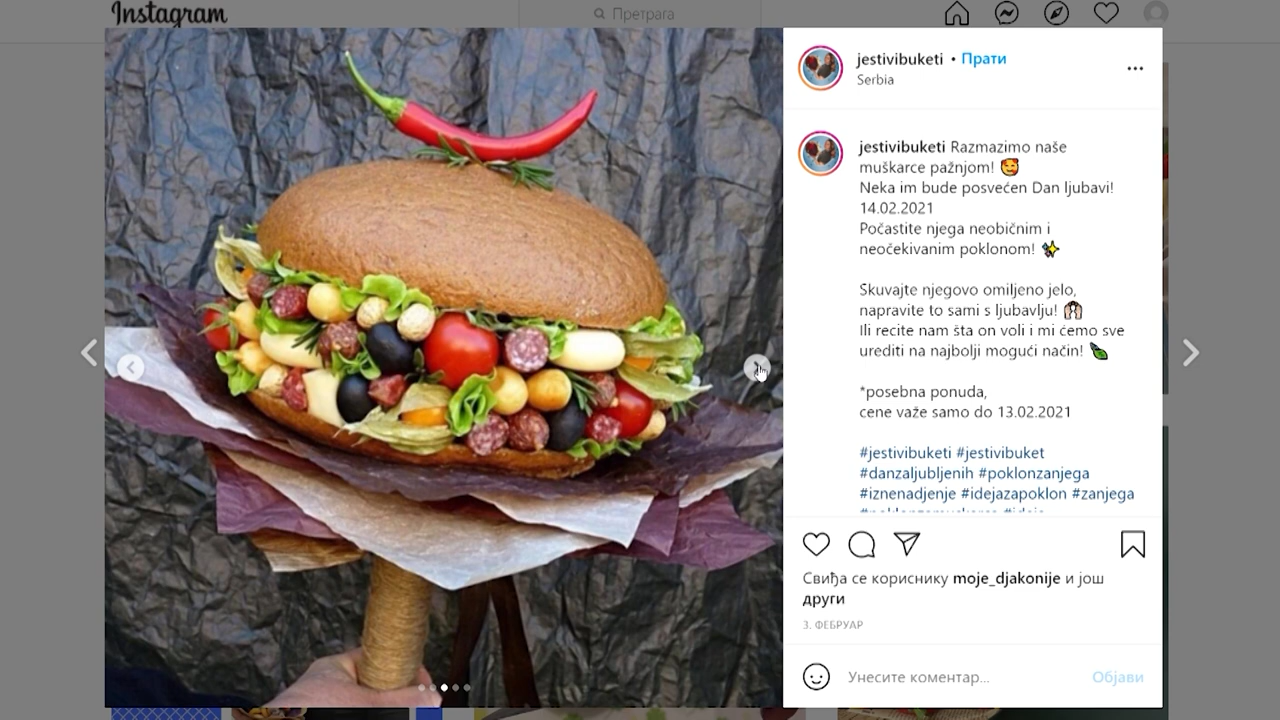 Instagram
Претрага
jestivibuketi • Прати
Serbia
jestivibuketi Razmazimo naše
muškarce pažnjom! 🥰
Neka im bude posvećen Dan ljubavi!
14.02.2021
Počastite njega neobičnim i
neočekivanim poklonom! ✨
Skuvajte njegovo omiljeno jelo,
napravite to sami s ljubavlju! 🙌
Ili recite nam šta on voli i mi ćemo sve
urediti na najbolji mogući način! 🍃
*posebna ponuda,
cene važe samo do 13.02.2021
#jestivibuketi #jestivibuket
#danzaljubljenih #poklonzanjega
#iznenadjenje #idejazapoklon #zanjega
Свиђа се кориснику moje_djakonije и још
други
3. ФЕБРУАР
Унесите коментар...
Објави